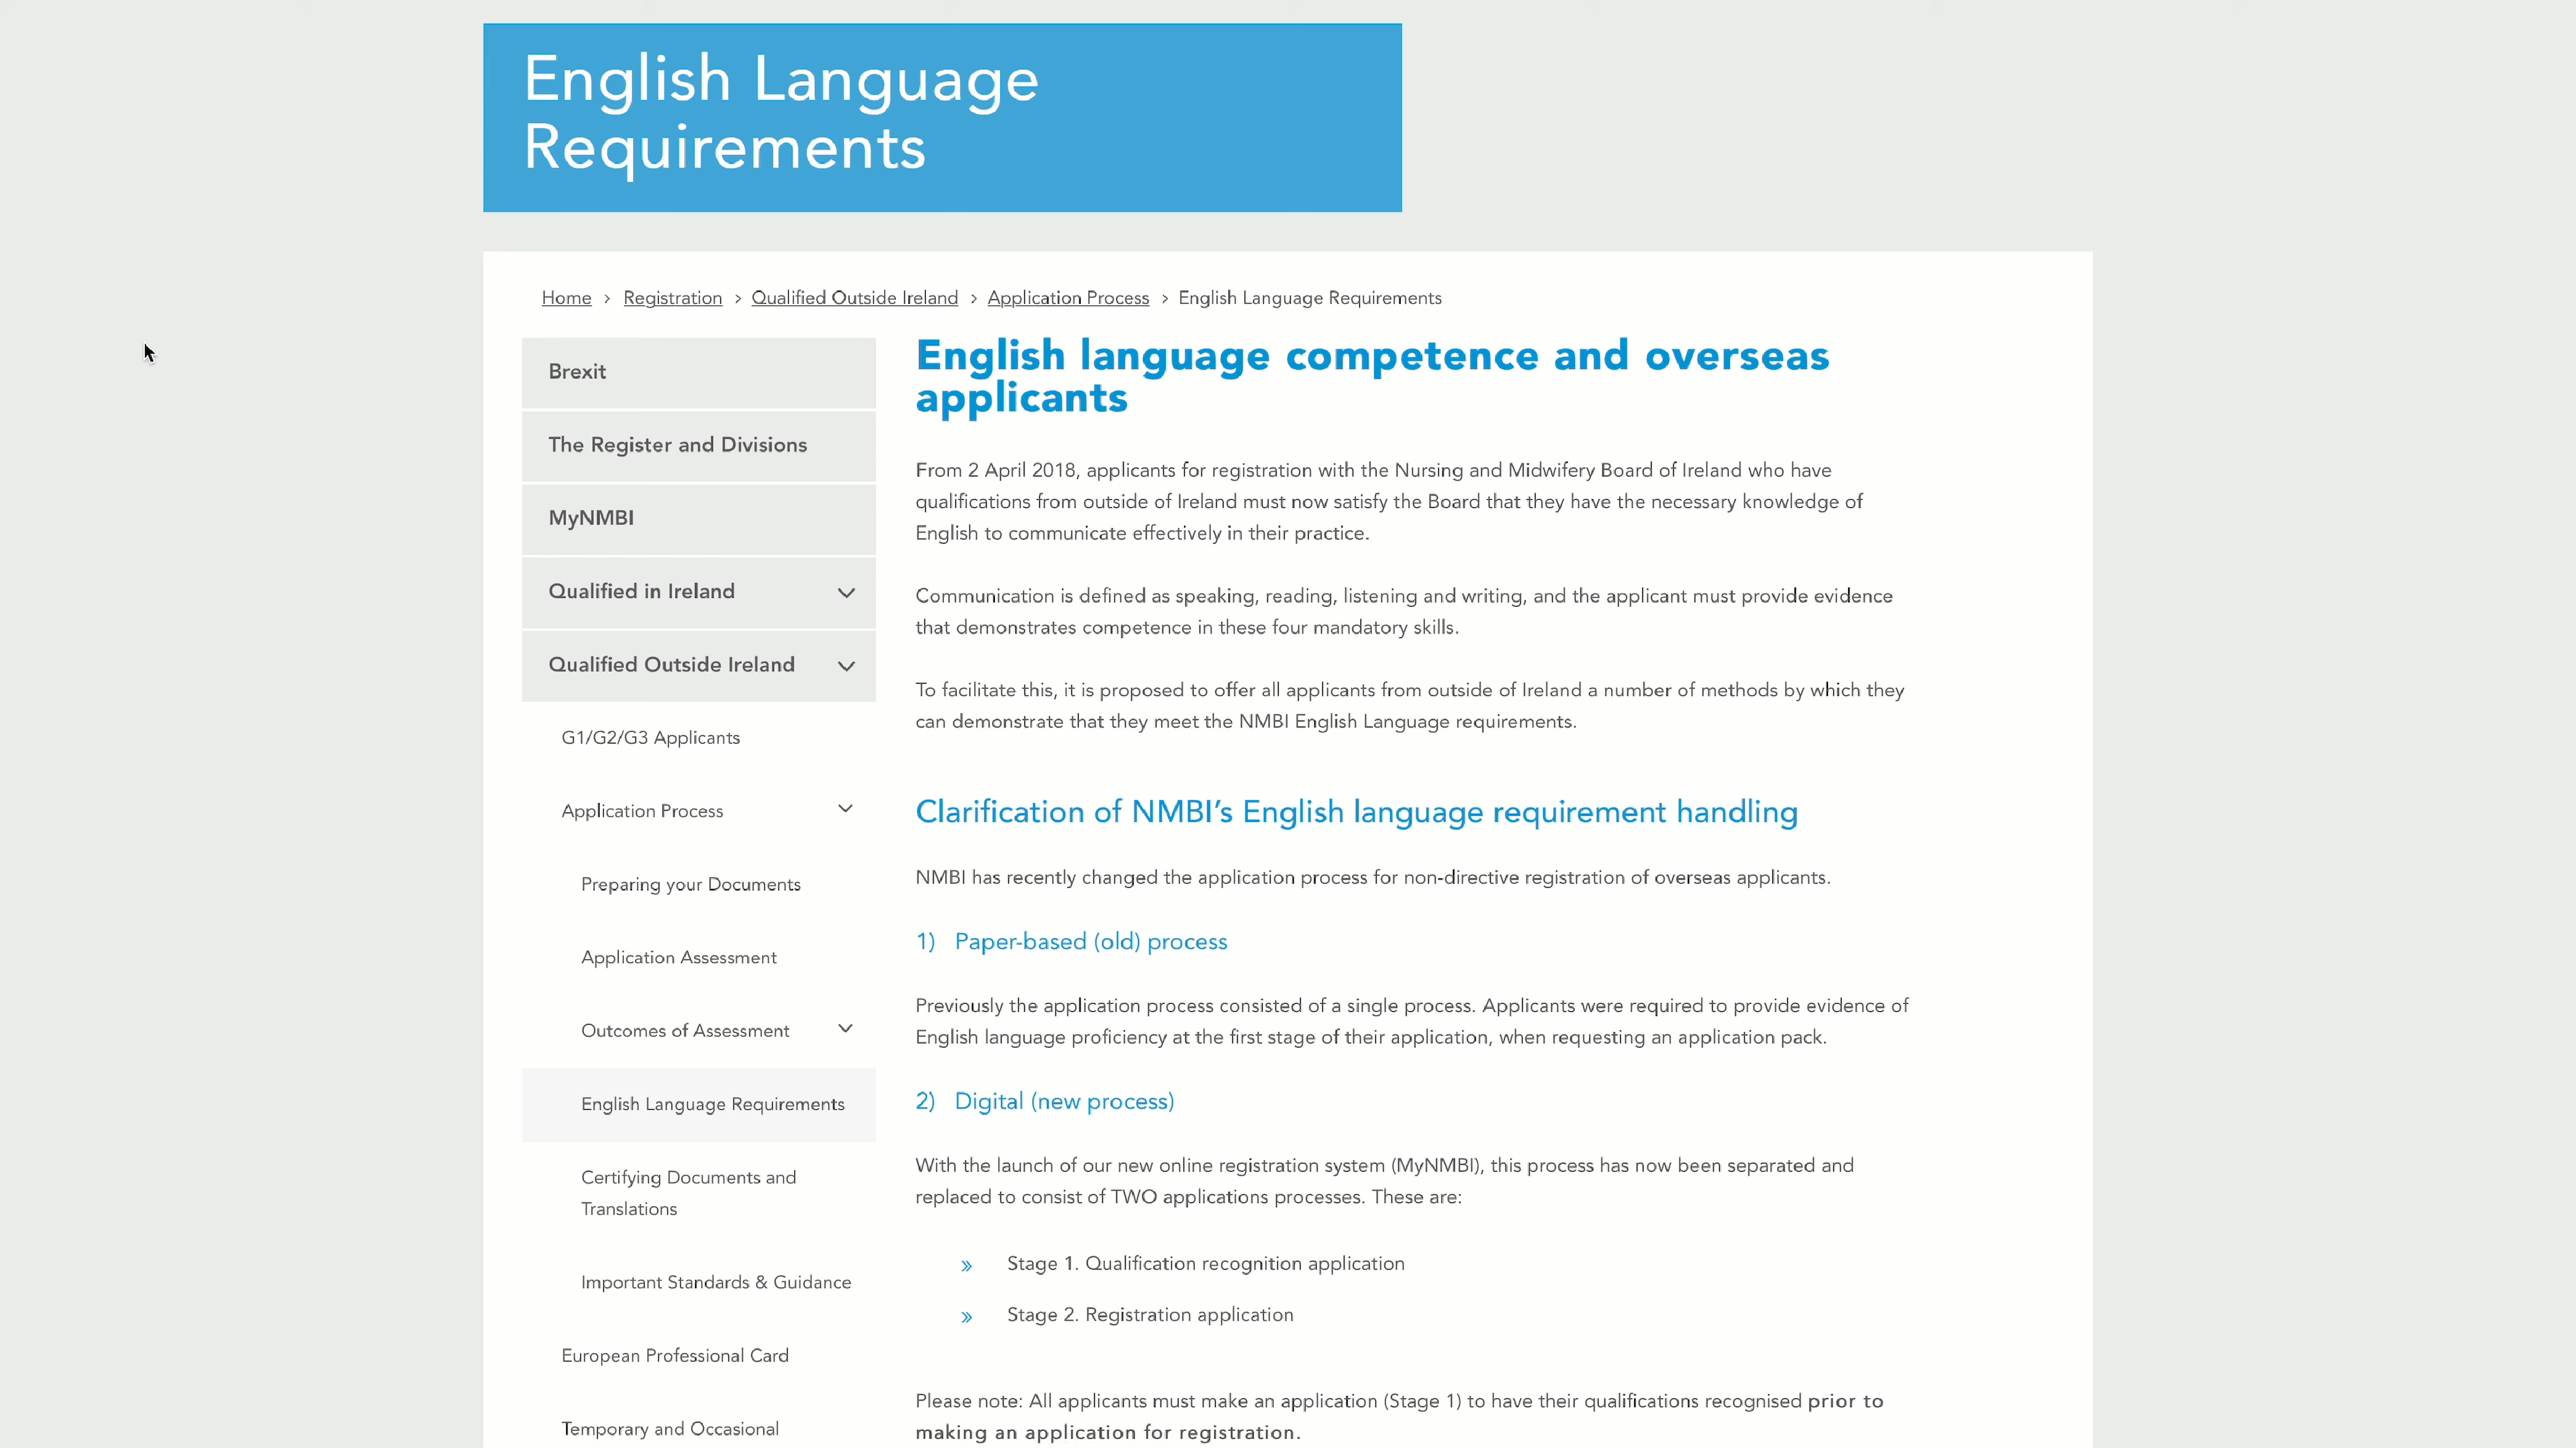 English Language
Requirements
Home > Registration > Qualified Outside Ireland > Application Process > English Language Requirements
Brexit
The Register and Divisions
MyNMBI
Qualified in Ireland
Qualified Outside Ireland
G1/G2/G3 Applicants
Application Process
Preparing your Documents
Application Assessment
Outcomes of Assessment
English Language Requirements
Certifying Documents and
Translations
Important Standards & Guidance
European Professional Card
Temporary and Occasional
English language competence and overseas
applicants
From 2 April 2018, applicants for registration with the Nursing and Midwifery Board of Ireland who have
qualifications from outside of Ireland must now satisfy the Board that they have the necessary knowledge of
English to communicate effectively in their practice.
Communication is defined as speaking, reading, listening and writing, and the applicant must provide evidence
that demonstrates competence in these four mandatory skills.
To facilitate this, it is proposed to offer all applicants from outside of Ireland a number of methods by which they
can demonstrate that they meet the NMBI English Language requirements.
Clarification of NMBI’s English language requirement handling
NMBI has recently changed the application process for non-directive registration of overseas applicants.
1) Paper-based (old) process
Previously the application process consisted of a single process. Applicants were required to provide evidence of
English language proficiency at the first stage of their application, when requesting an application pack.
2) Digital (new process)
With the launch of our new online registration system (MyNMBI), this process has now been separated and
replaced to consist of TWO applications processes. These are:
» Stage 1. Qualification recognition application
» Stage 2. Registration application
Please note: All applicants must make an application (Stage 1) to have their qualifications recognised prior to
making an application for registration.